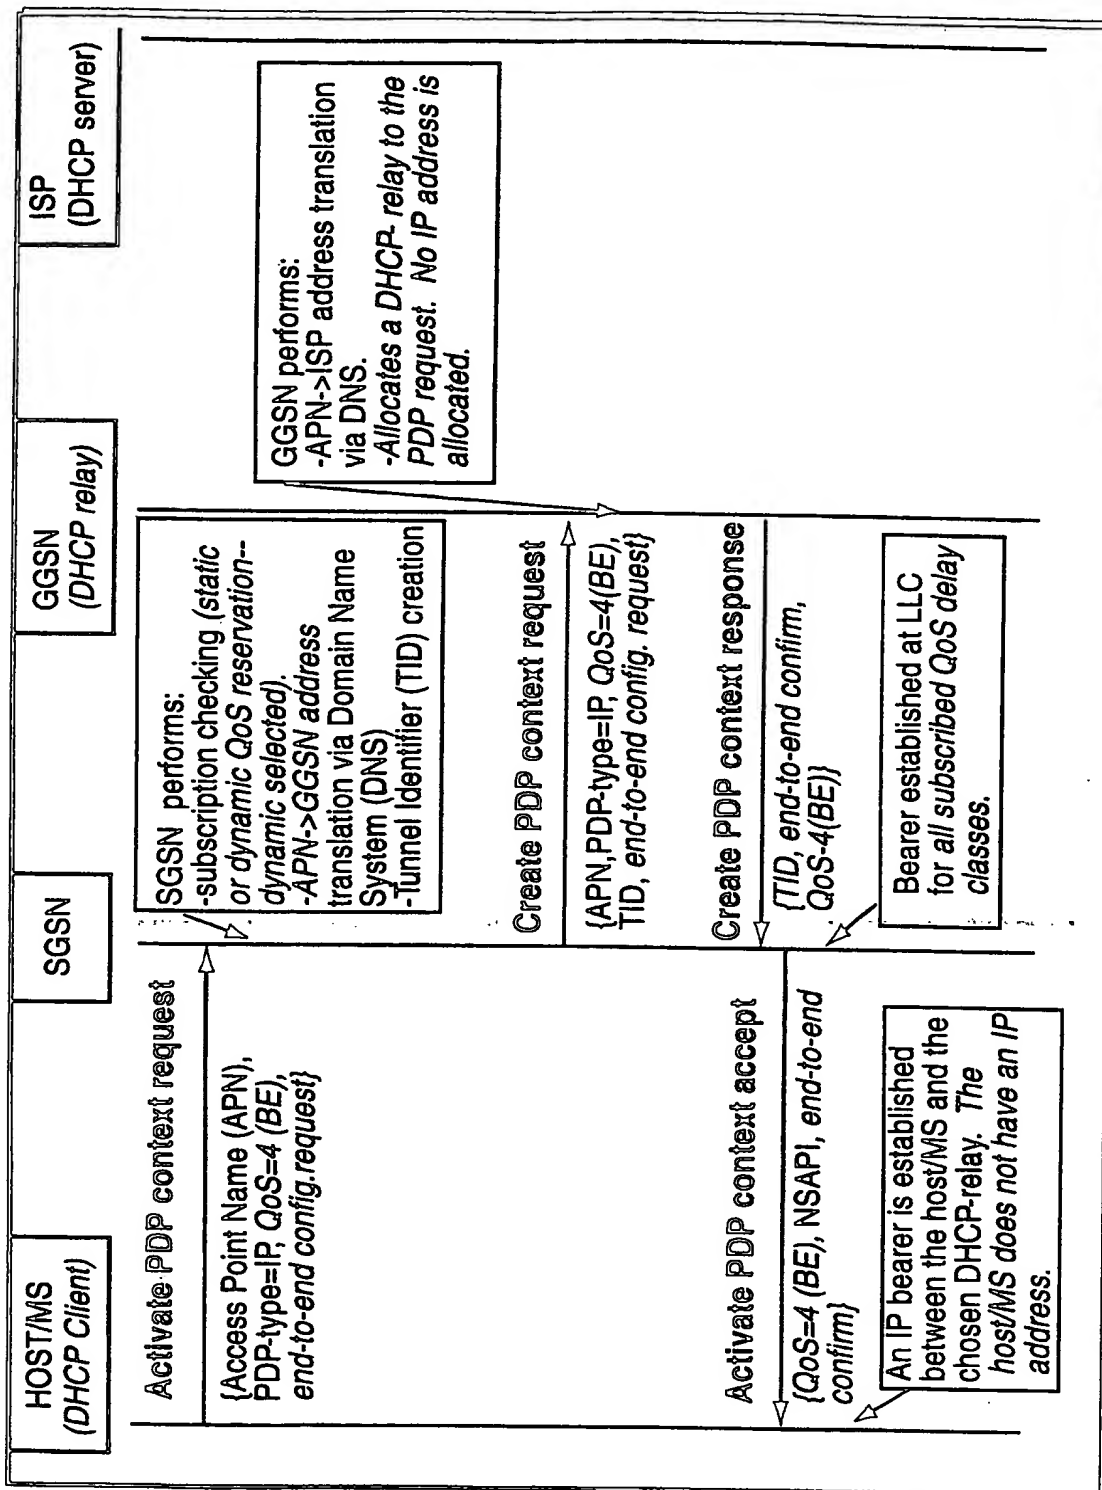 HOST/MS
(DHCP Client)
SGSN
GGSN
(DHCP relay)
ISP
(DHCP server)
Activate PDP context request
{Access Point Name (APN),
PDP-type=IP, QoS=4 (BE),
end-to-end config.request}
SGSN performs:
-subscription checking (static
or dynamic QoS reservation--
dynamic selected).
-APN->GGSN address
translation via Domain Name
System (DNS)
-Tunnel Identifier (TID) creation
Create PDP context request
{APN,PDP-type=IP, QoS=4(BE),
TID, end-to-end config. request}
GGSN performs:
-APN->ISP address translation
via DNS.
-Allocates a DHCP- relay to the
PDP request. No IP address is
allocated.
Create PDP context response
{TID, end-to-end confirm,
QoS-4(BE)}
Bearer established at LLC
for all subscribed QoS delay
classes.
Activate PDP context accept
{QoS=4 (BE), NSAPI, end-to-end
confirm}
An IP bearer is established
between the host/MS and the
chosen DHCP-relay. The
host/MS does not have an IP
address.